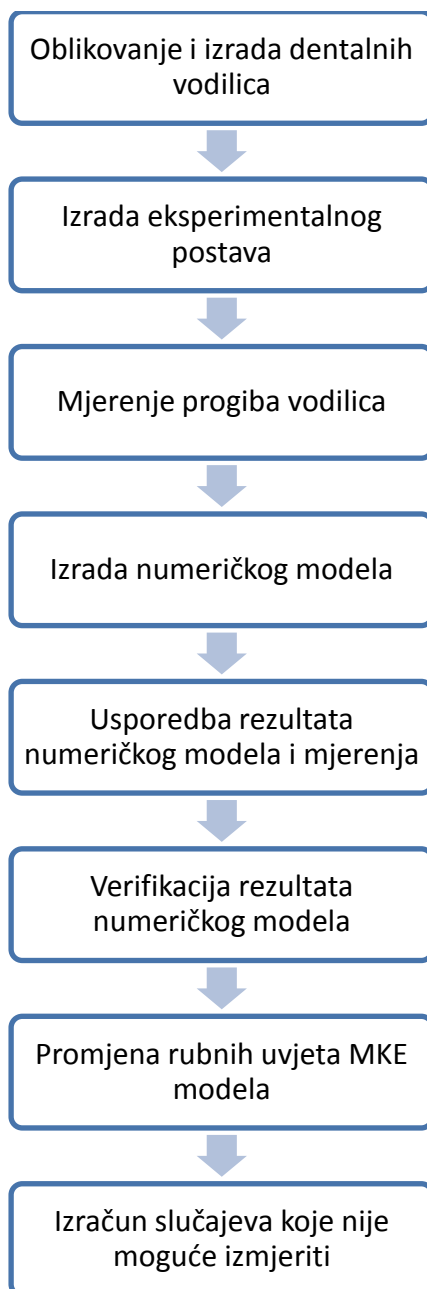 Oblikovanje i izrada dentalnih
vodilica
Izrada eksperimentalnog
postava
Mjerenje progiba vodilica
Izrada numeričkog modela
Usporedba rezultata
numeričkog modela i mjerenja
Verifikacija rezultata
numeričkog modela
Promjena rubnih uvjeta MKE
modela
Izračun slučajeva koje nije
moguće izmjeriti